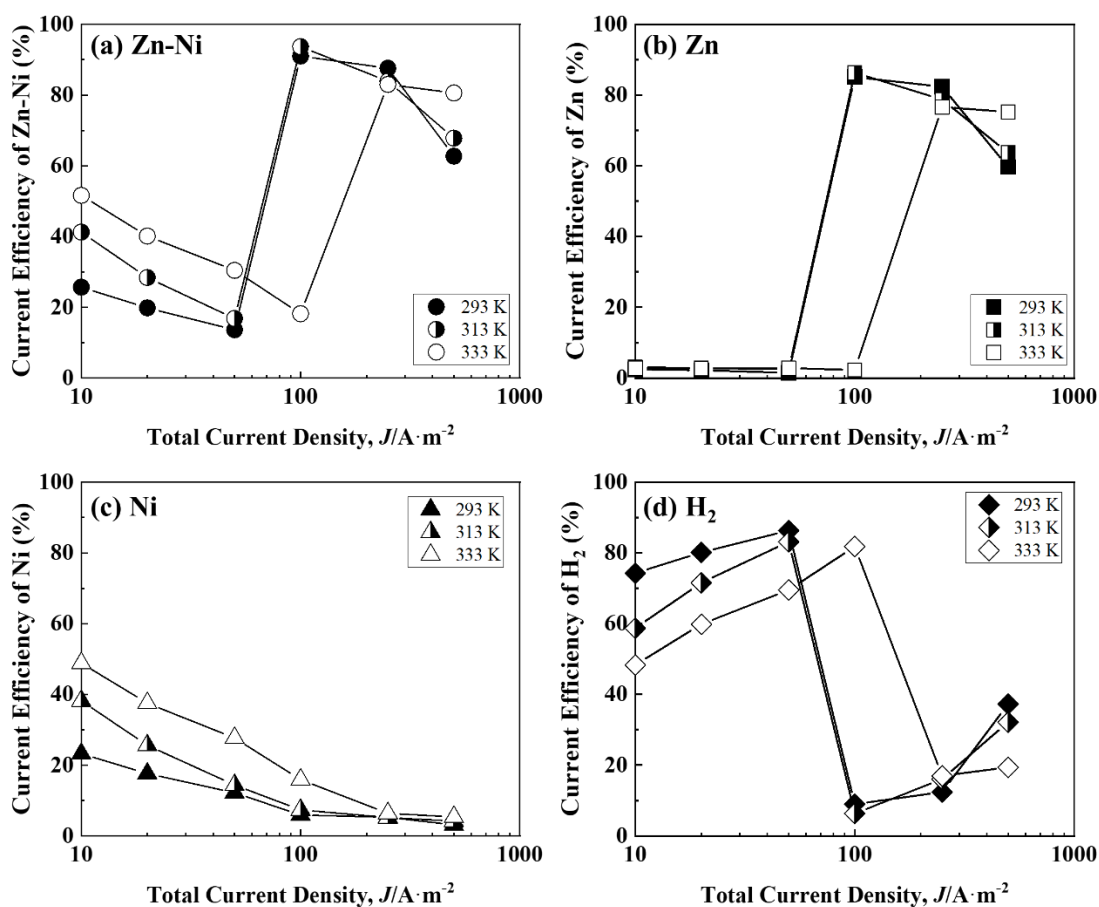 (a) Zn-Ni
Current Efficiency of Zn-Ni (%)
100
80
60
40
20
0
10
100
1000
293 K
313 K
333 K
Total Current Density, J/A·m-2
(b) Zn
Current Efficiency of Zn (%)
100
80
60
40
20
0
10
100
1000
293 K
313 K
333 K
Total Current Density, J/A·m-2
(c) Ni
Current Efficiency of Ni (%)
100
80
60
40
20
0
10
100
1000
293 K
313 K
333 K
Total Current Density, J/A·m-2
(d) H2
Current Efficiency of H2 (%)
100
80
60
40
20
0
10
100
1000
293 K
313 K
333 K
Total Current Density, J/A·m-2